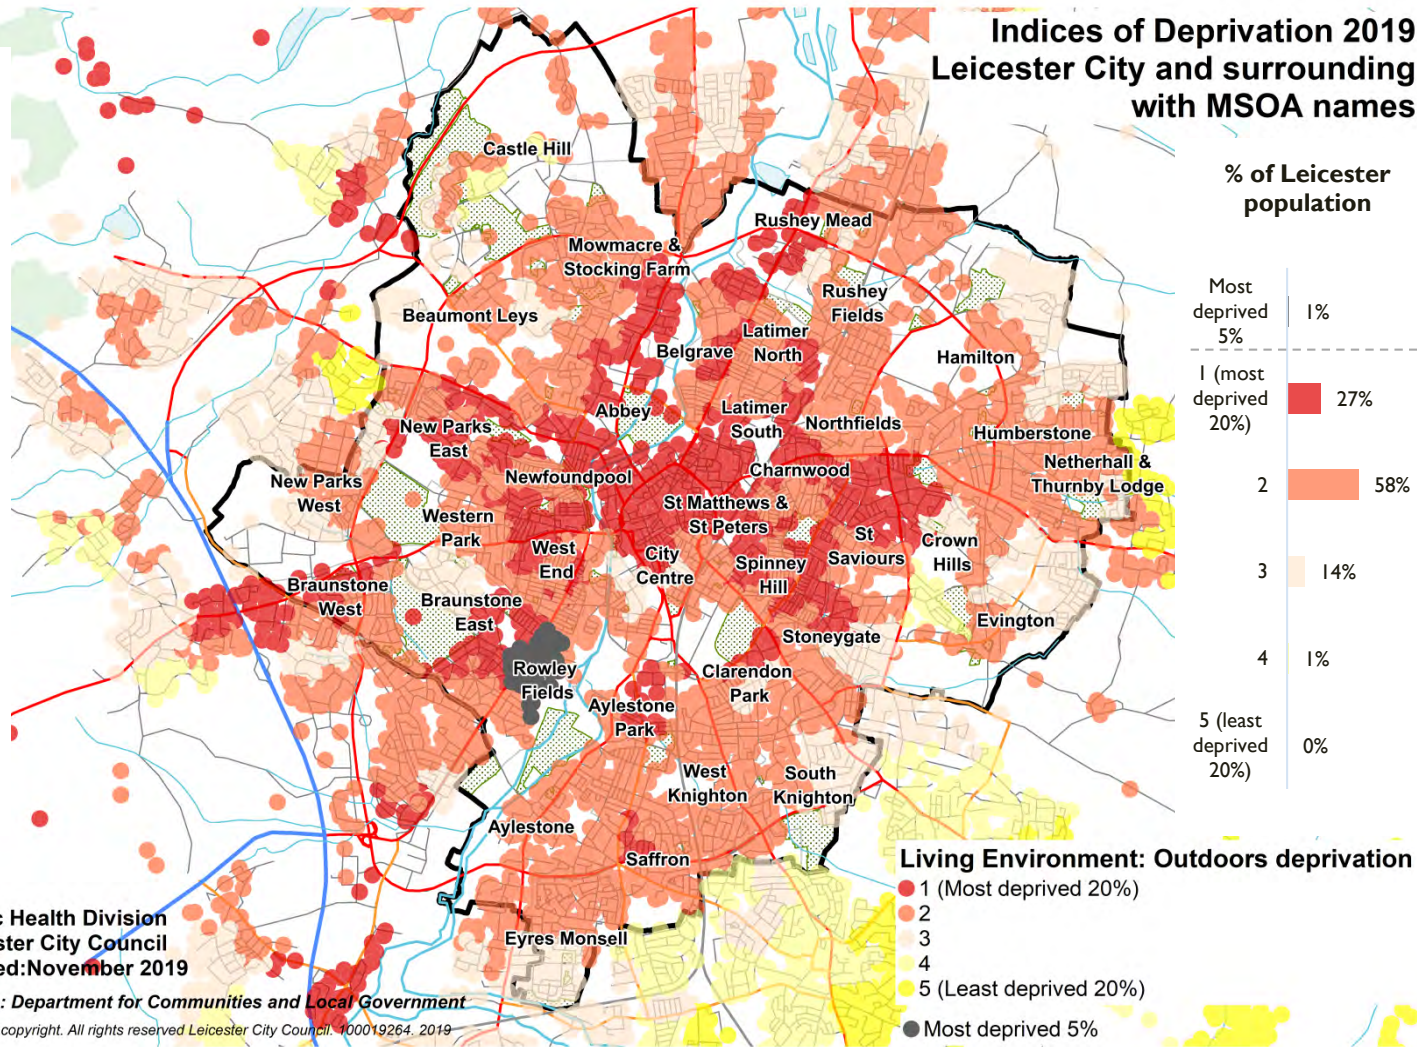 Indices of Deprivation 2019
Leicester City and surrounding
with MSOA names
% of Leicester
population
Most
deprived
5%
1%
1 (most
deprived
20%)
27%
2
58%
3
14%
4
1%
5 (least
deprived
20%)
0%
Castle Hill
Rushey Mead
Mowmacre &
Stocking Farm
Rushey
Fields
Beaumont Leys
Latimer
North
Belgrave
Hamilton
Abbey
Latimer
South
Northfields
New Parks
East
Humberstone
Netherhall &
Thurnby Lodge
Newfoundpool
Charnwood
New Parks
West
St Matthews &
St Peters
Western
Park
West
End
City
Centre
Spinney
Hill
St
Saviours
Crown
Hills
Braunstone
West
Braunstone
East
Evington
Stoneygate
Rowley
Fields
Clarendon
Park
Aylestone
Park
West
Knighton
South
Knighton
Aylestone
Saffron
Eyres Monsell
Living Environment: Outdoors deprivation
1 (Most deprived 20%)
2
3
4
5 (Least deprived 20%)
Most deprived 5%
c Health Division
ster City Council
ed:November 2019
: Department for Communities and Local Government
copyright. All rights reserved Leicester City Council. 100019264. 2019